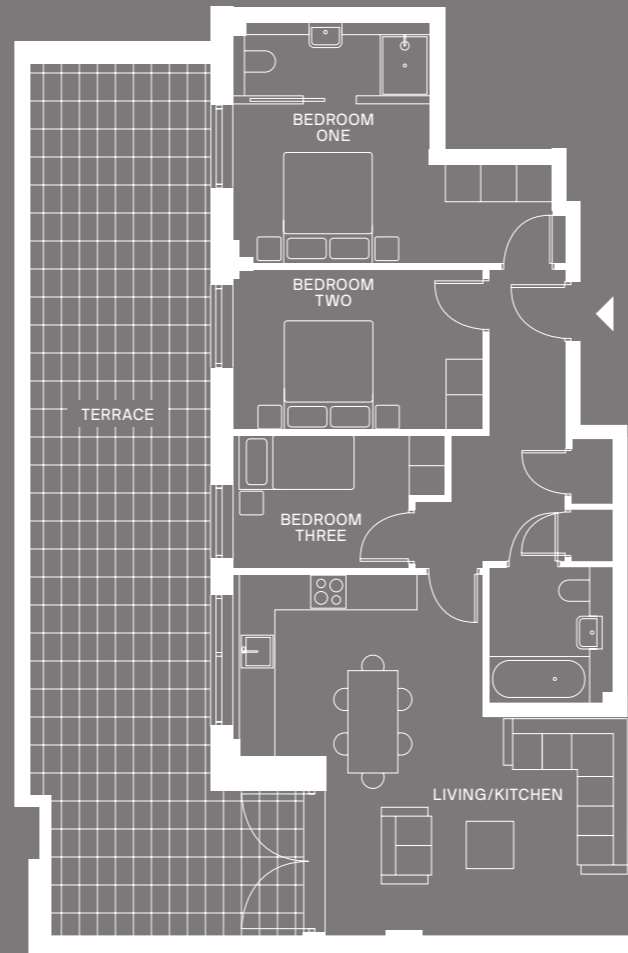 BEDROOM
ONE
BEDROOM
TWO
TERRACE
BEDROOM
THREE
LIVING/KITCHEN